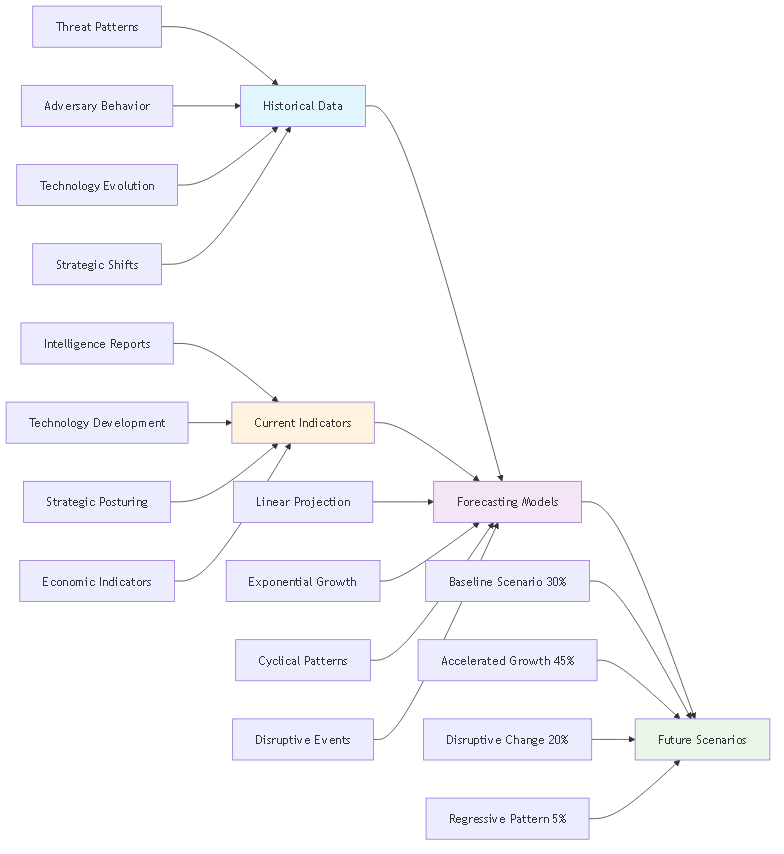 Threat Patterns
Adversary Behavior
Historical Data
Technology Evolution
Strategic Shifts
Intelligence Reports
Technology Development
Current Indicators
Strategic Posturing
Linear Projection
Forecasting Models
Economic Indicators
Exponential Growth
Baseline Scenario 30%
Cyclical Patterns
Accelerated Growth 45%
Disruptive Events
Disruptive Change 20%
Future Scenarios
Regressive Pattern 5%